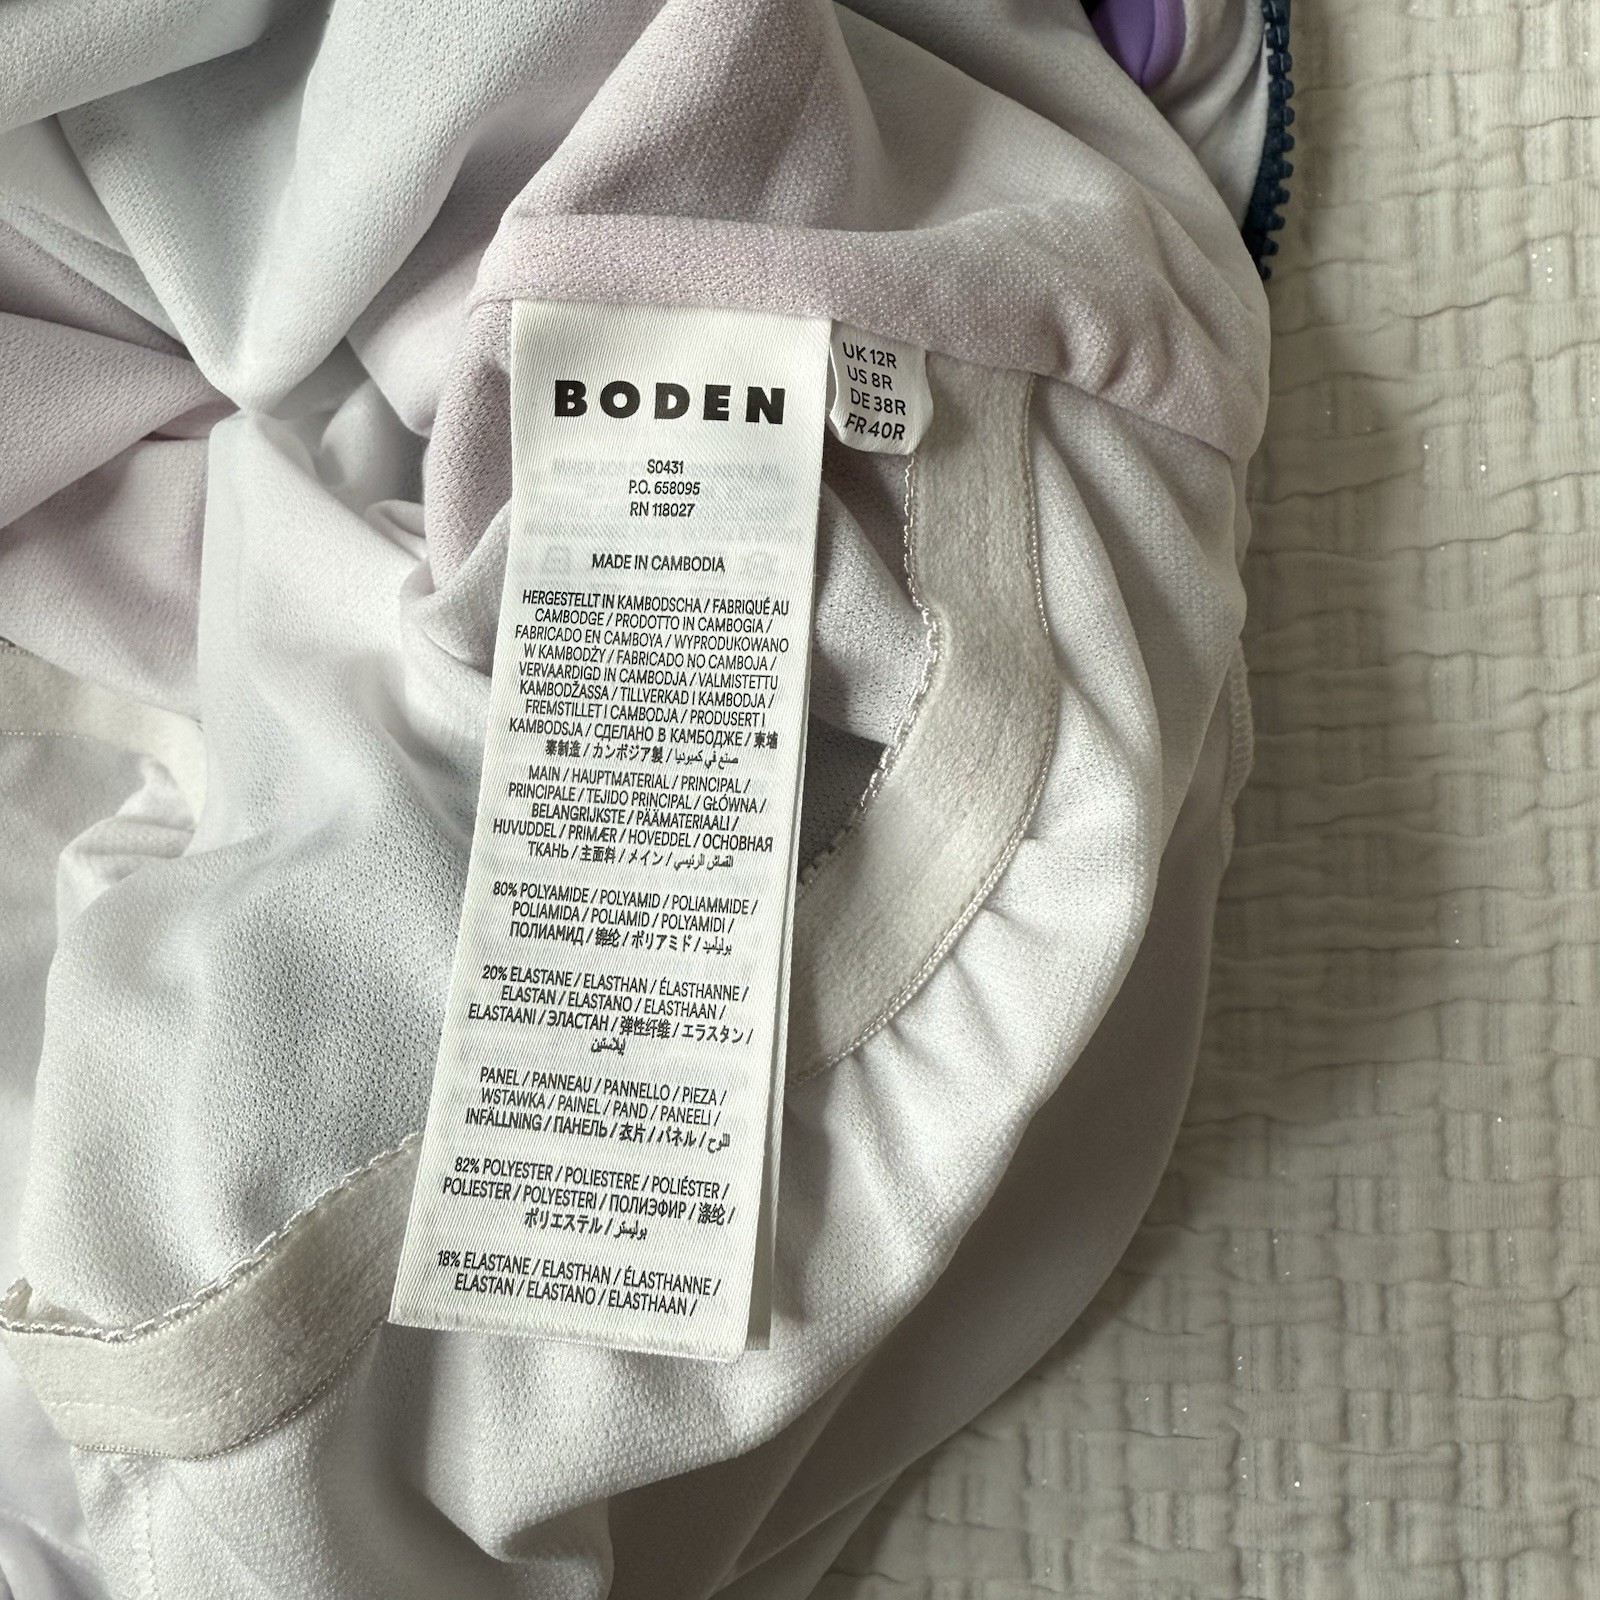 BODEN
S0431
P.O. 658095
RN 118027
MADE IN CAMBODIA
HERGESTELLT IN KAMBODSCHA / FABRIQUÉ AU
CAMBODGE / PRODOTTO IN CAMBOGIA /
FABRICADO EN CAMBOYA / WYPRODUKOWANO
W KAMBODŻY / FABRICADO NO CAMBOJA /
VERVAARDIGD IN CAMBODJA / VALMISTETTU
KAMBODŽASSA / TILLVERKAD I KAMBODJA /
FREMSTILLET I CAMBODJA / PRODUSERT I
KAMBODSJA / СДЕЛАНО В КАМБОДЖЕ / 柬埔
寨制造 / カンボジア製 / صنع في كمبوديا
MAIN / HAUPTMATERIAL / PRINCIPAL /
PRINCIPALE / TEJIDO PRINCIPAL / GŁÓWNA /
BELANGRIJKSTE / PÄÄMATERIAALI /
HUVUDDEL / PRIMÆR / HOVEDDEL / ОСНОВНАЯ
ТКАНЬ / 主面料 / メイン / القماش الرئيسي
80% POLYAMIDE / POLYAMID / POLIAMMIDE /
POLIAMIDA / POLIAMID / POLYAMIDI /
ПОЛИАМИД / 锦纶 / ポリアミド / بولياميد
20% ELASTANE / ELASTHAN / ÉLASTHANNE /
ELASTAN / ELASTANO / ELASTHAAN /
ELASTAANI / ЭЛАСТАН / 弹性纤维 / エラスタン /
إيلاستين
PANEL / PANNEAU / PANNELLO / PIEZA /
WSTAWKA / PAINEL / PAND / PANEELI /
INFÄLLNING / ПАНЕЛЬ / 衣片 / パネル / اللوح
82% POLYESTER / POLIESTERE / POLIÉSTER /
POLIESTER / POLYESTERI / ПОЛИЭФИР / 涤纶 /
ポリエステル / بوليستر
18% ELASTANE / ELASTHAN / ÉLASTHANNE /
ELASTAN / ELASTANO / ELASTHAAN /
UK 12R
US 8R
DE 38R
FR 40R